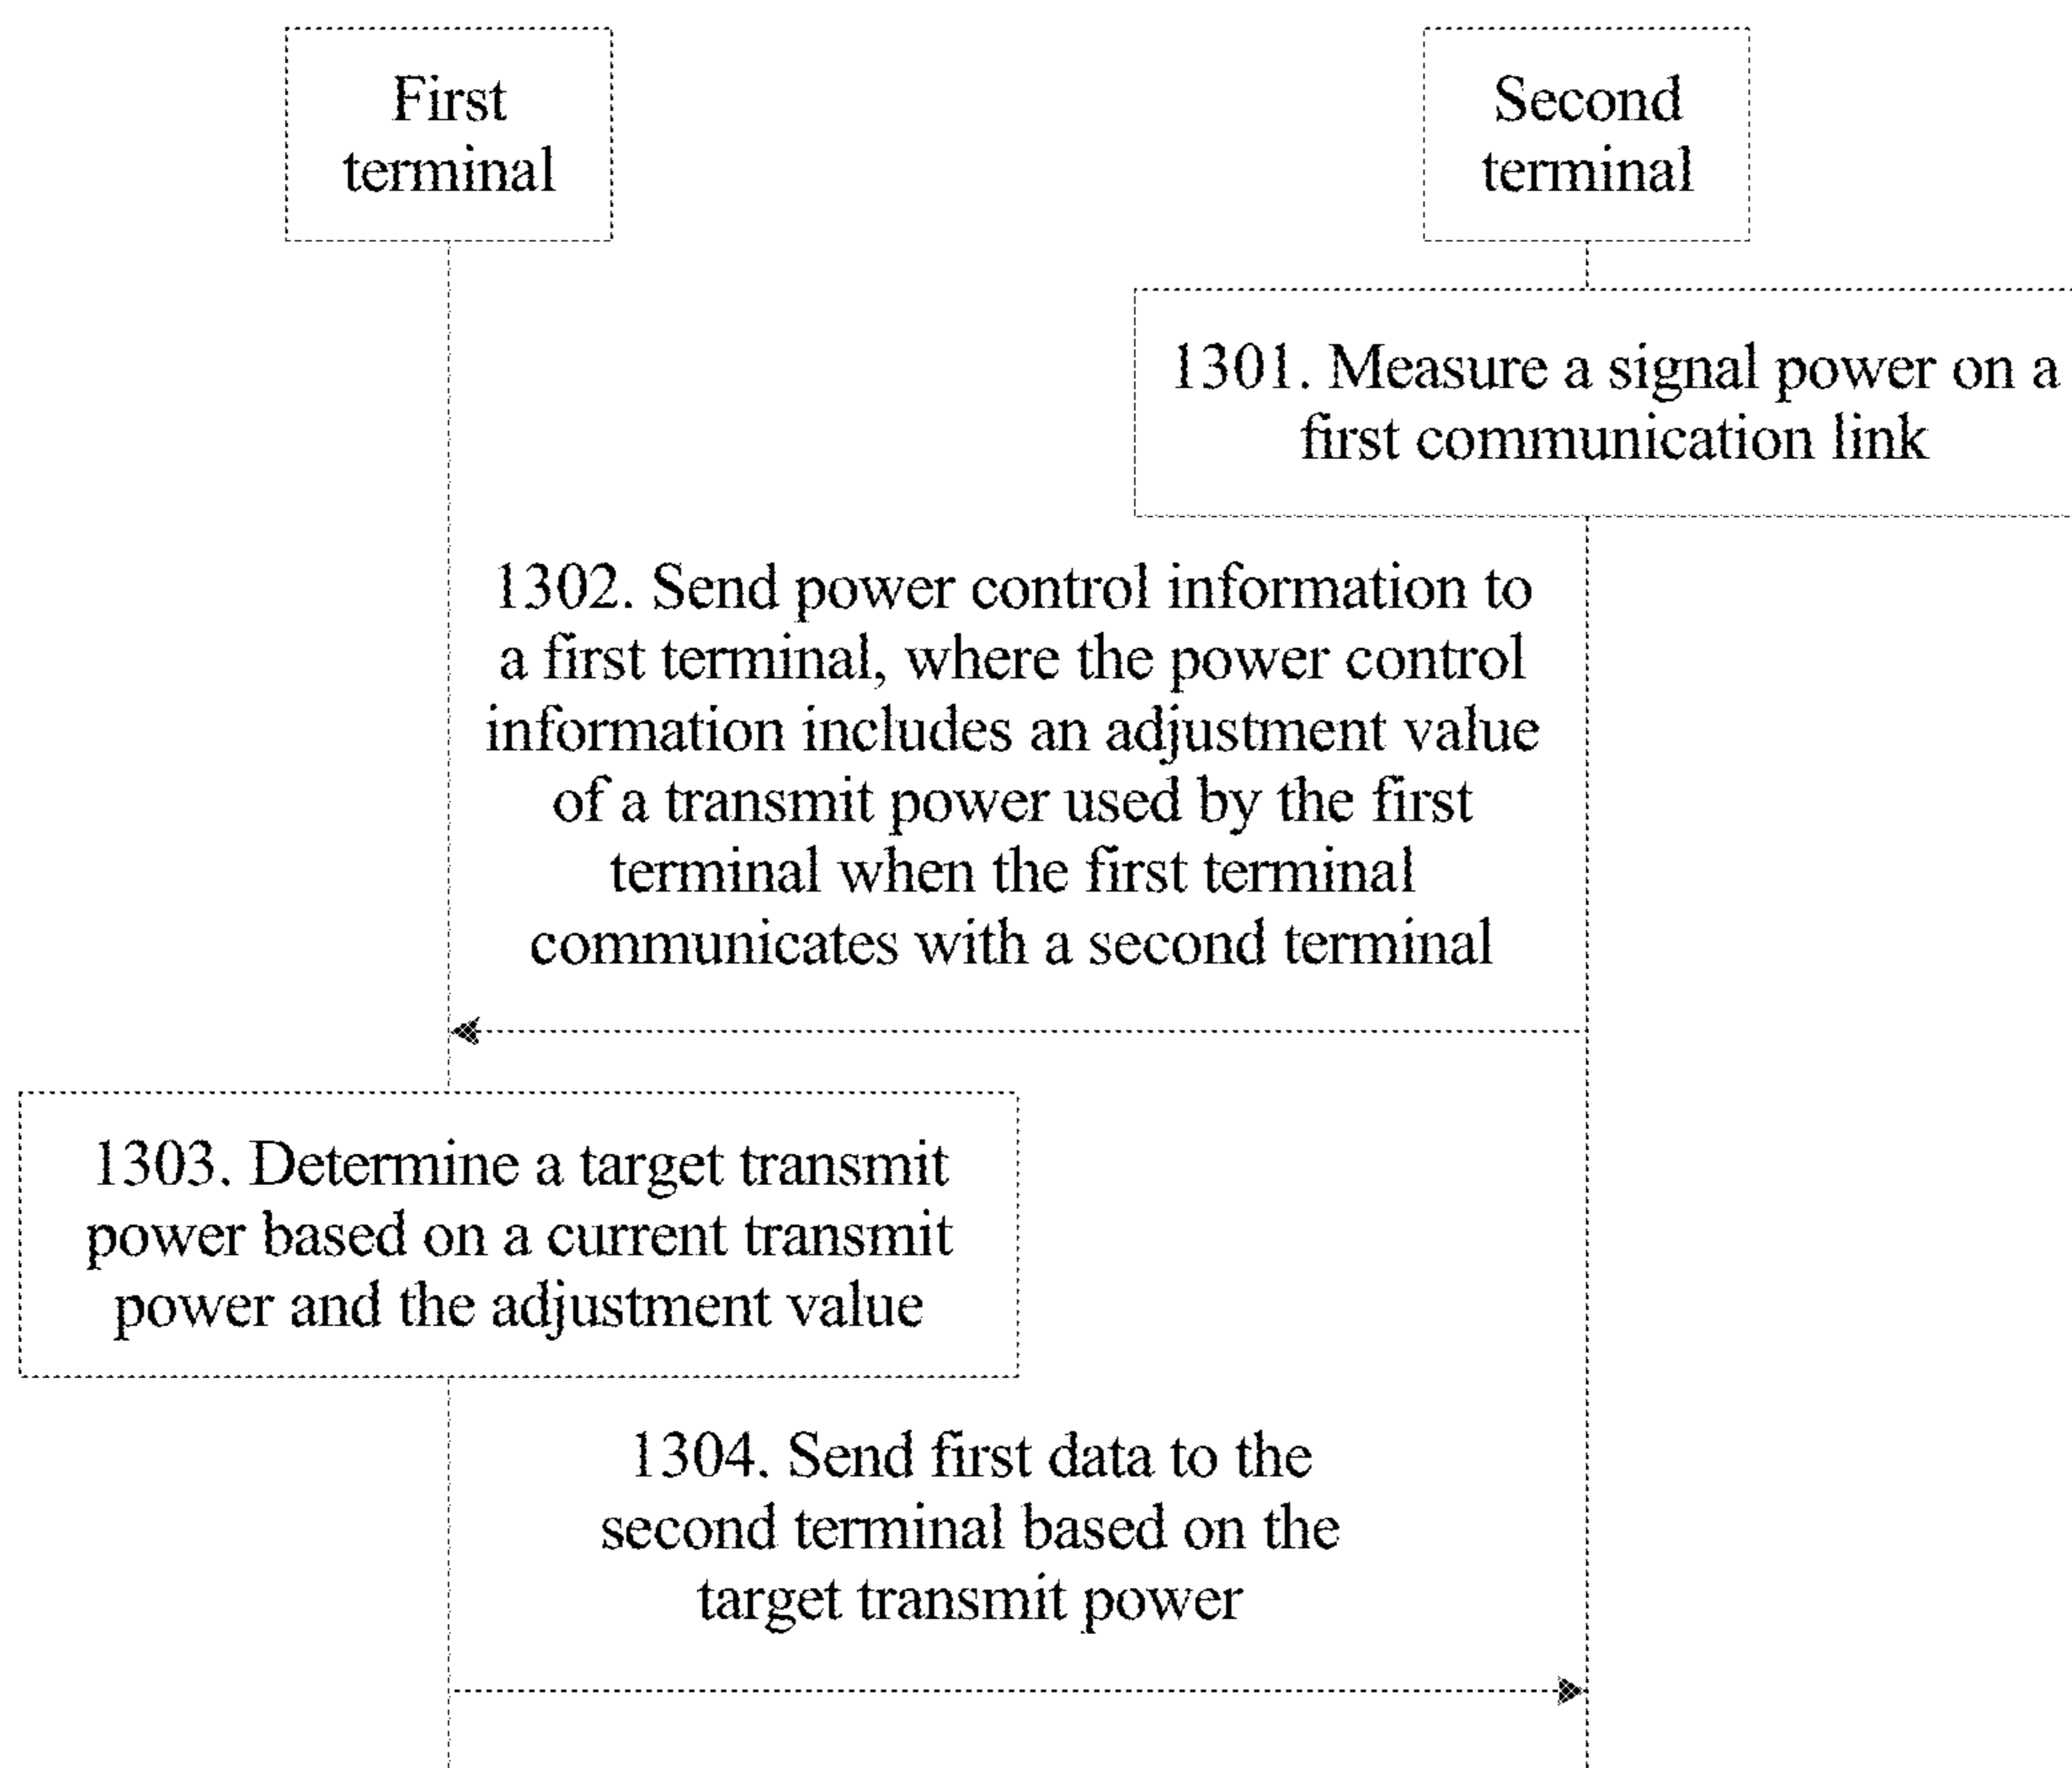 First
terminal
Second
terminal
1301. Measure a signal power on a
first communication link
1302. Send power control information to
a first terminal, where the power control
information includes an adjustment value
of a transmit power used by the first
terminal when the first terminal
communicates with a second terminal
1303. Determine a target transmit
power based on a current transmit
power and the adjustment value
1304. Send first data to the
second terminal based on the
target transmit power